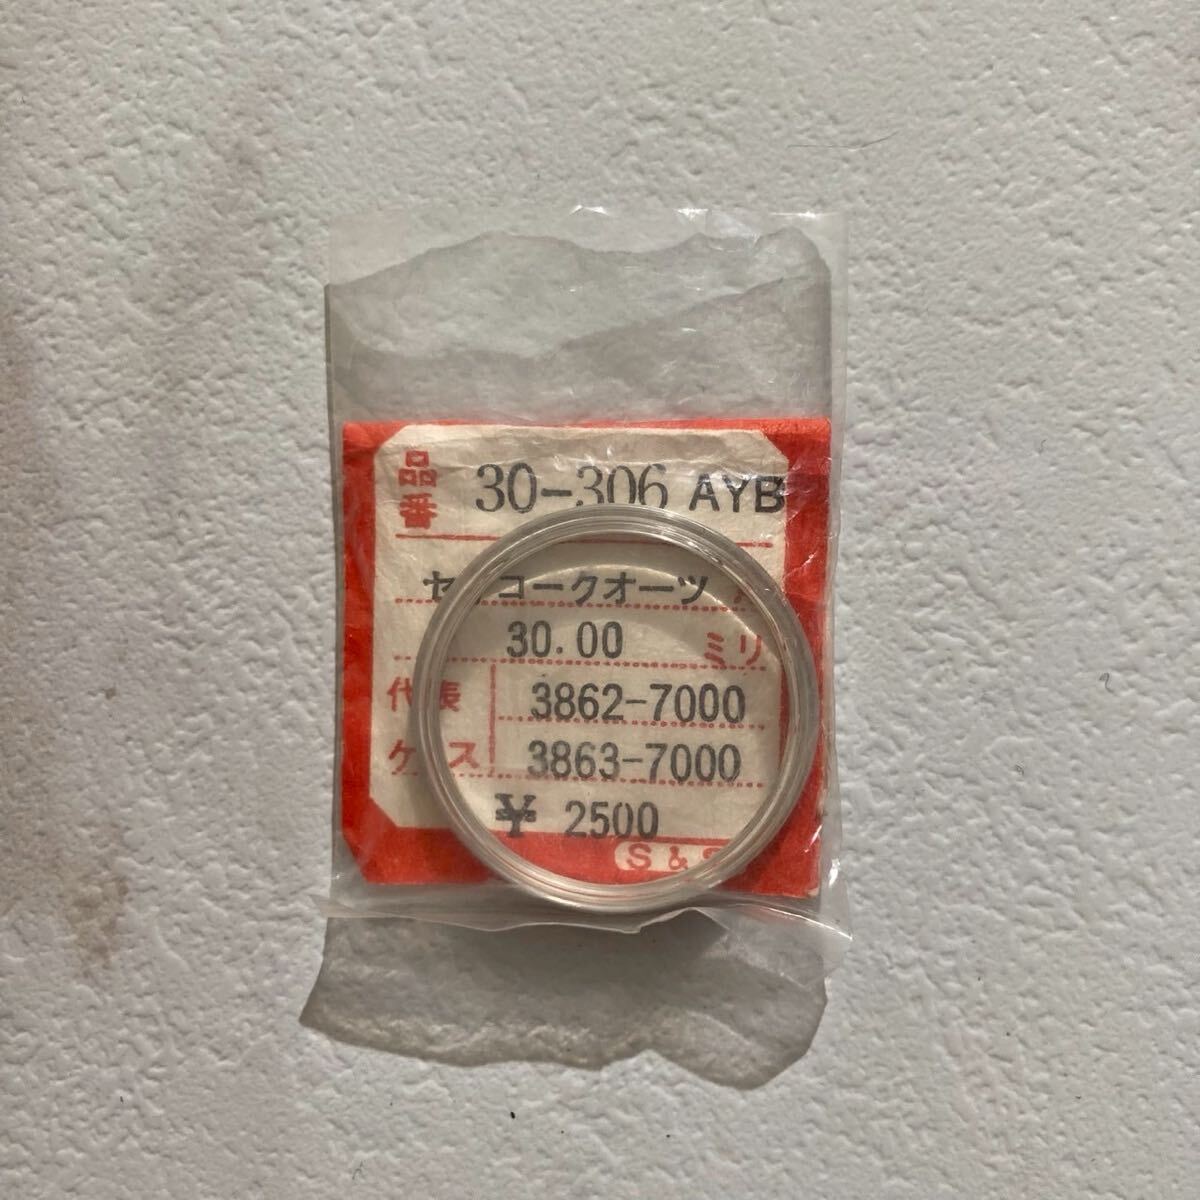 品番 30-306 AYB
セイコークオーツ
30.00 ミリ
代表 3862-7000
ケース 3863-7000
¥ 2500
S &